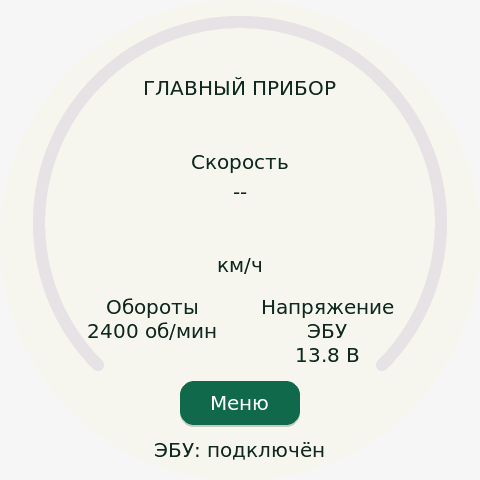 ГЛАВНЫЙ ПРИБОР
Скорость
--
км/ч
Обороты
2400 об/мин
Напряжение
ЭБУ
13.8 В
Меню
ЭБУ: подключён